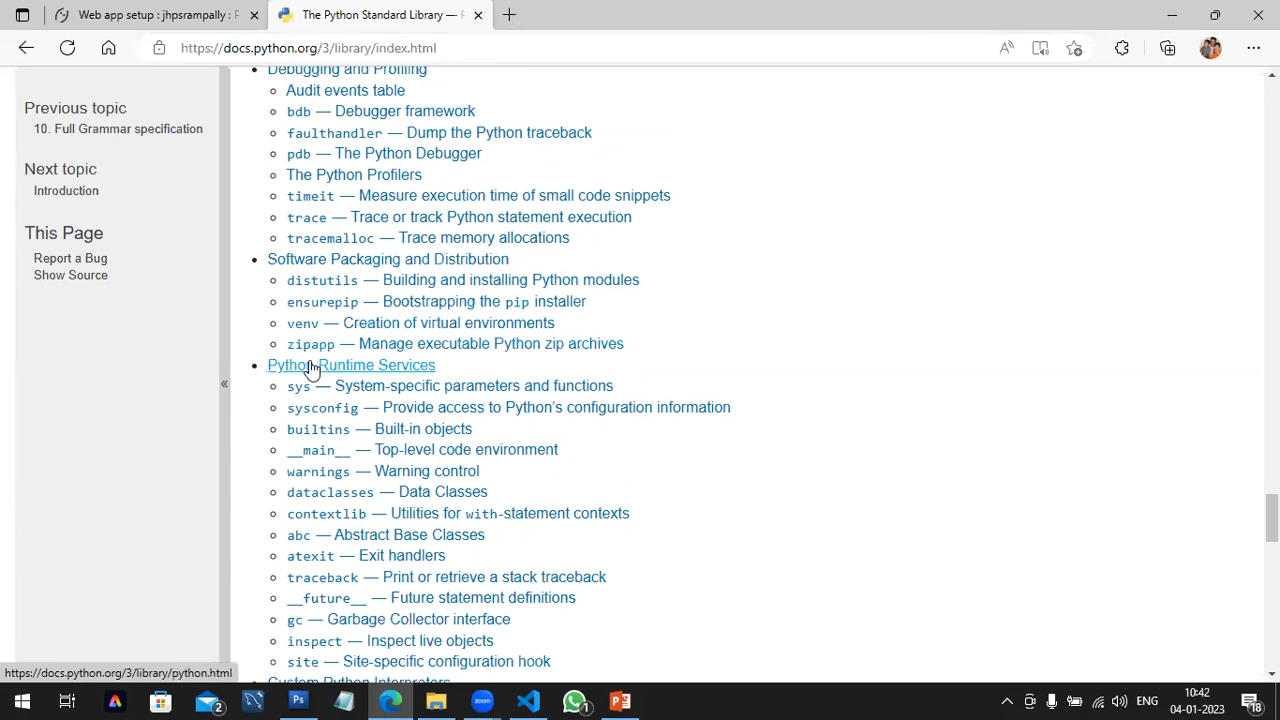 Web app setup : jhpsrampally : P
The Python Standard Library — P
https://docs.python.org/3/library/index.html
Previous topic
10. Full Grammar specification
Next topic
Introduction
This Page
Report a Bug
Show Source
«
Debugging and Profiling
Audit events table
bdb — Debugger framework
faulthandler — Dump the Python traceback
pdb — The Python Debugger
The Python Profilers
timeit — Measure execution time of small code snippets
trace — Trace or track Python statement execution
tracemalloc — Trace memory allocations
Software Packaging and Distribution
distutils — Building and installing Python modules
ensurepip — Bootstrapping the pip installer
venv — Creation of virtual environments
zipapp — Manage executable Python zip archives
Python Runtime Services
sys — System-specific parameters and functions
sysconfig — Provide access to Python's configuration information
builtins — Built-in objects
__main__ — Top-level code environment
warnings — Warning control
dataclasses — Data Classes
contextlib — Utilities for with-statement contexts
abc — Abstract Base Classes
atexit — Exit handlers
traceback — Print or retrieve a stack traceback
__future__ — Future statement definitions
gc — Garbage Collector interface
inspect — Inspect live objects
site — Site-specific configuration hook
Custom Python Interpreters
https://docs.python.org/3/library/python.html
2
Ps
zoom
1
P
ENG
10:42
04-01-2023
18